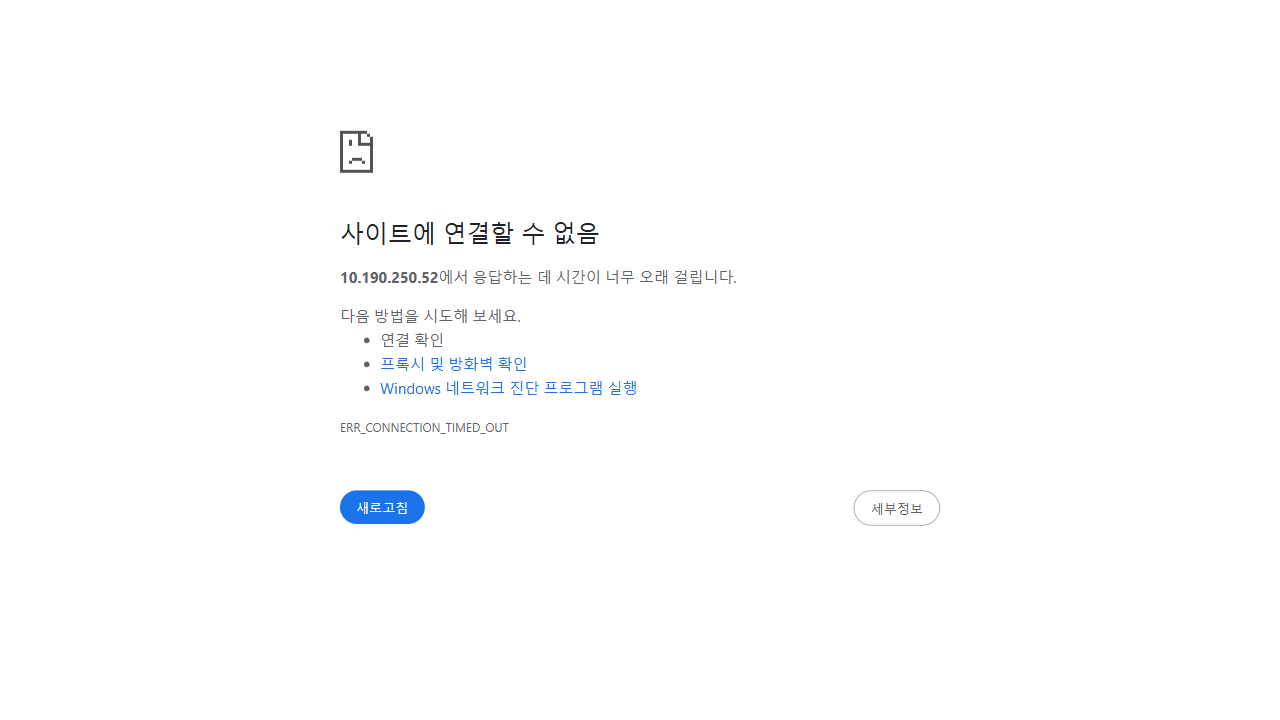 사이트에 연결할 수 없음
10.190.250.52에서 응답하는 데 시간이 너무 오래 걸립니다.
다음 방법을 시도해 보세요.
연결 확인
프록시 및 방화벽 확인
Windows 네트워크 진단 프로그램 실행
ERR_CONNECTION_TIMED_OUT
새로고침
세부정보